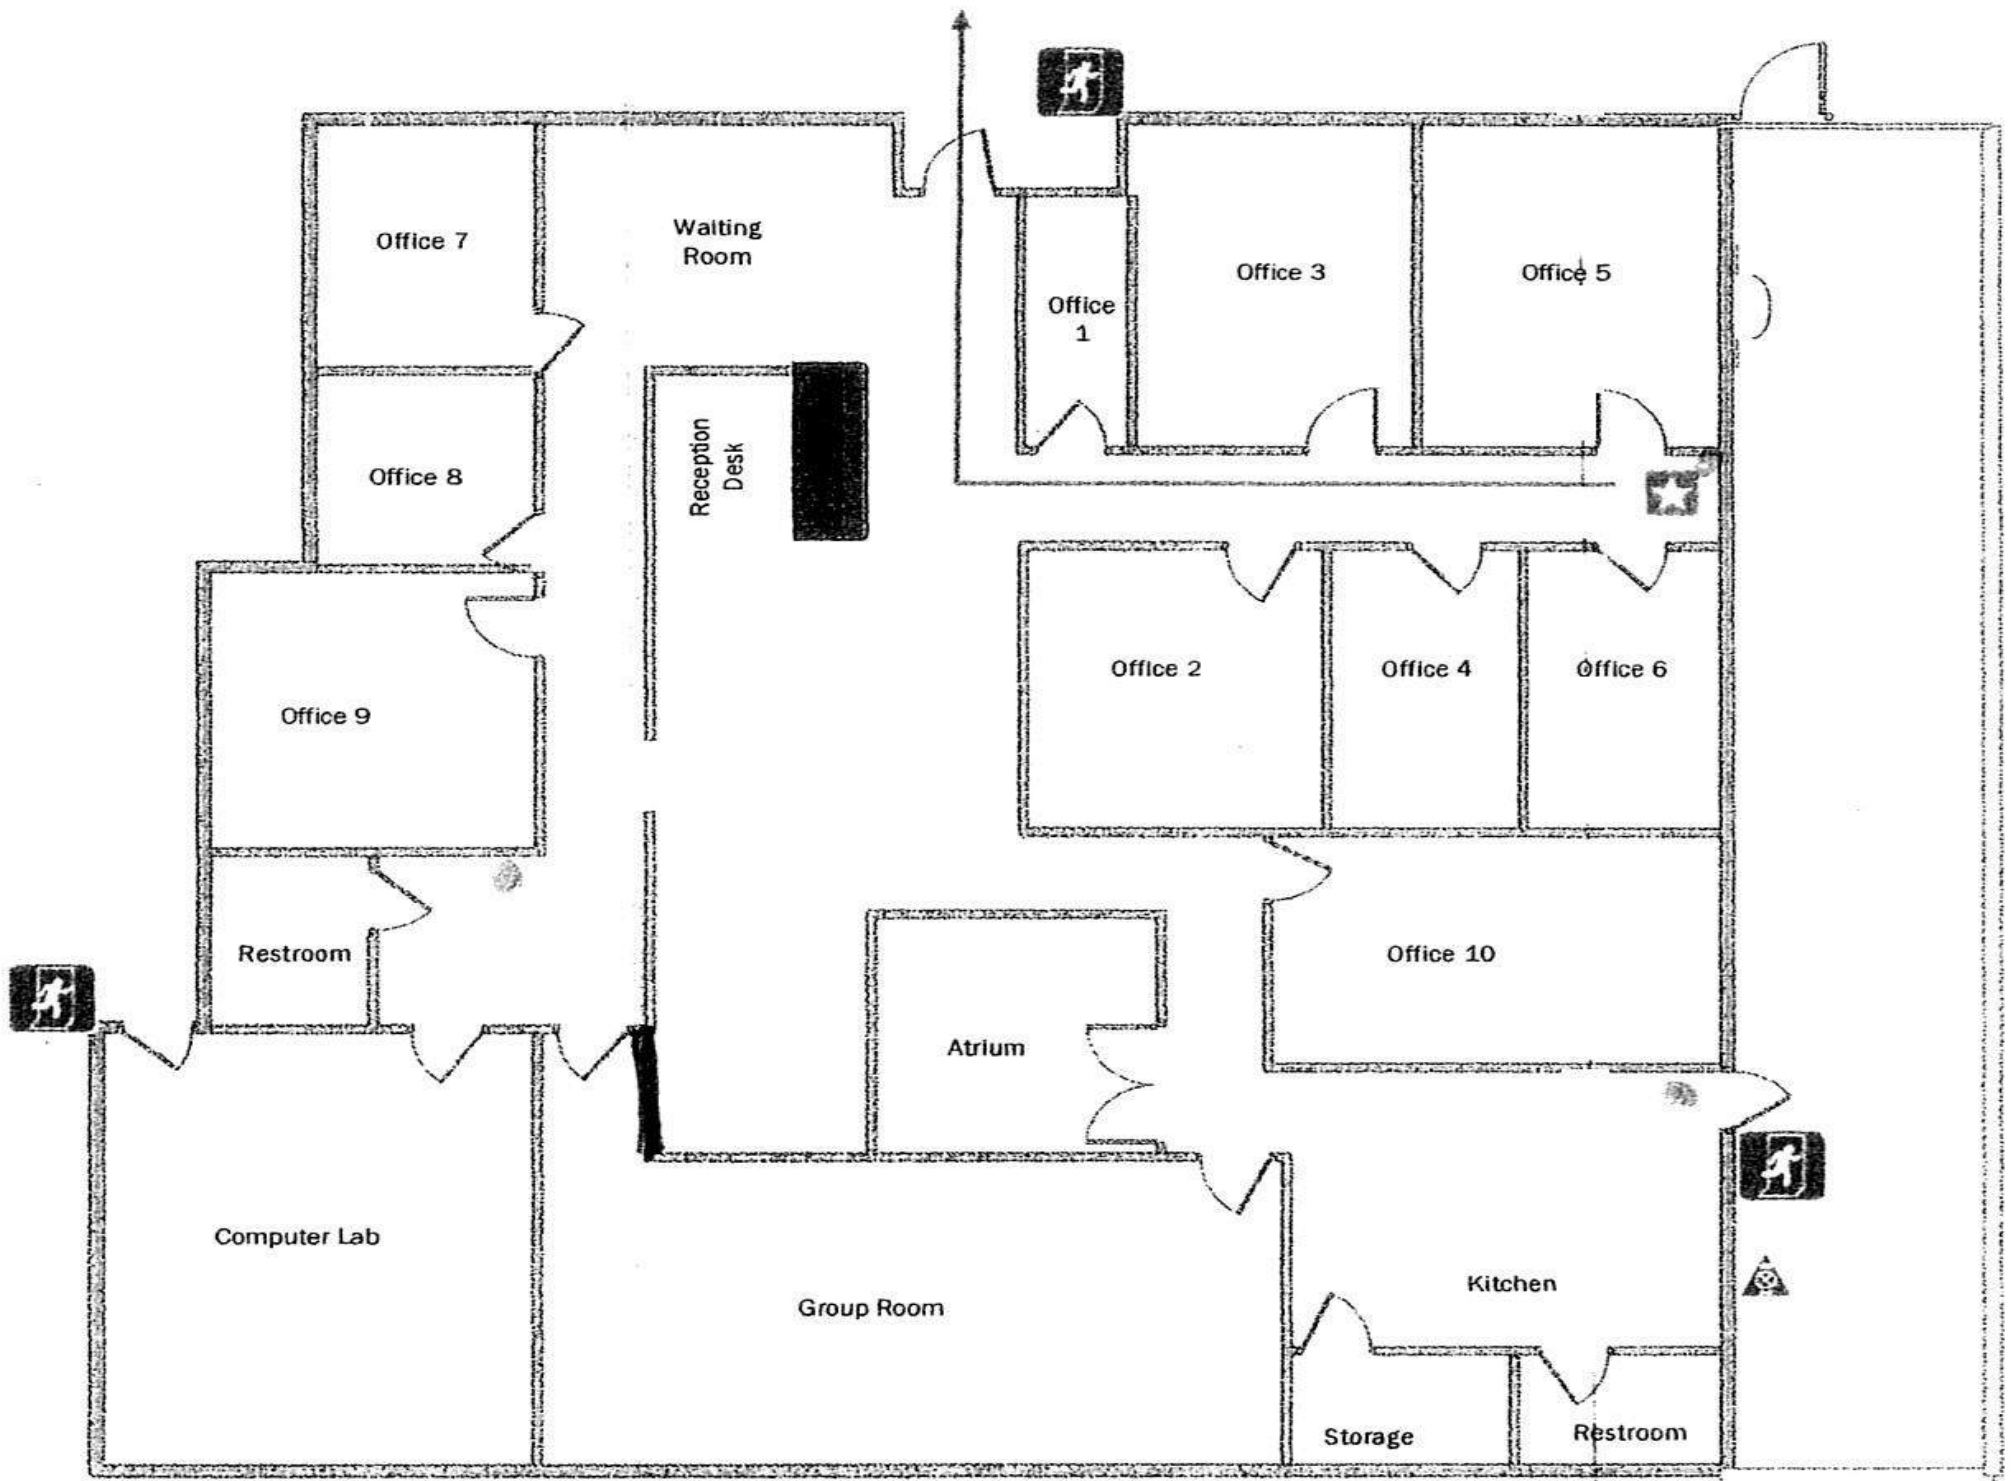 Office 7
Waiting
Room
Office
1
Office 3
Office 5
Office 8
Reception
Desk
Office 2
Office 4
Office 6
Office 9
Restroom
Office 10
Atrium
Computer Lab
Group Room
Kitchen
Storage
Restroom